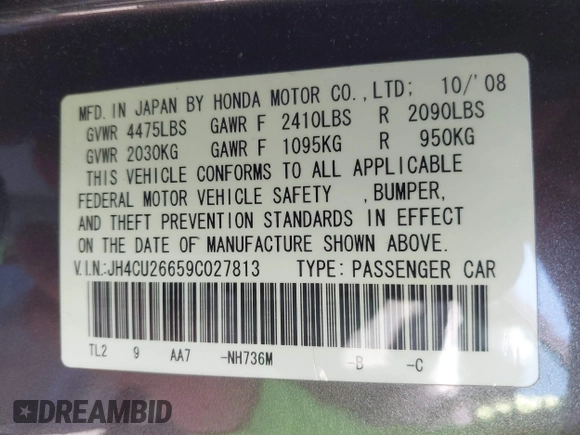 MFD. IN JAPAN BY HONDA MOTOR CO., LTD; 10/'08
GVWR 4475LBS GAWR F 2410LBS R 2090LBS
GVWR 2030KG GAWR F 1095KG R 950KG
THIS VEHICLE CONFORMS TO ALL APPLICABLE
FEDERAL MOTOR VEHICLE SAFETY , BUMPER,
AND THEFT PREVENTION STANDARDS IN EFFECT
ON THE DATE OF MANUFACTURE SHOWN ABOVE.
V.I.N.:JH4CU26659C027813 TYPE: PASSENGER CAR
TL2 9 AA7 -NH736M -B -C
DREAMBID